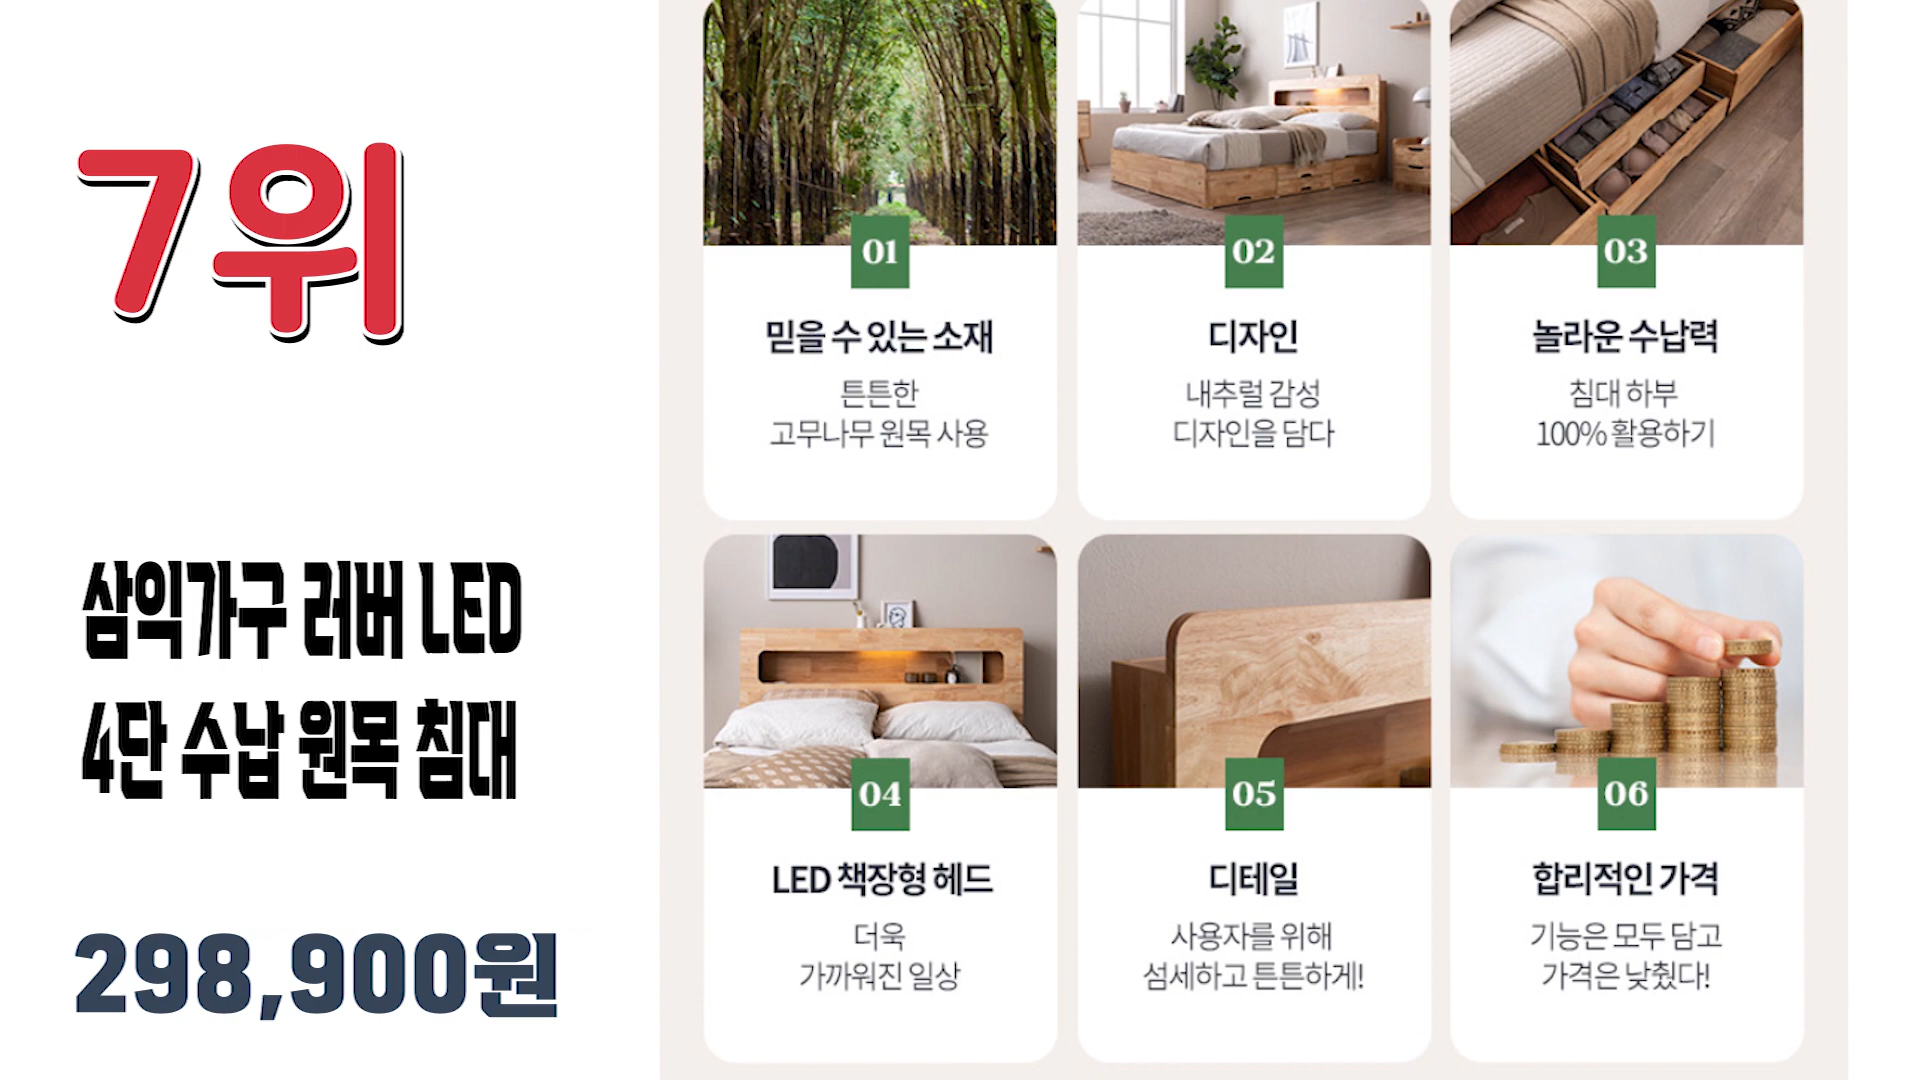 7위
삼익가구 러버 LED
4단 수납 원목 침대
298,900원
01
믿을 수 있는 소재
튼튼한
고무나무 원목 사용
02
디자인
내추럴 감성
디자인을 담다
03
놀라운 수납력
침대 하부
100% 활용하기
04
LED 책장형 헤드
더욱
가까워진 일상
05
디테일
사용자를 위해
섬세하고 튼튼하게!
06
합리적인 가격
기능은 모두 담고
가격은 낮췄다!